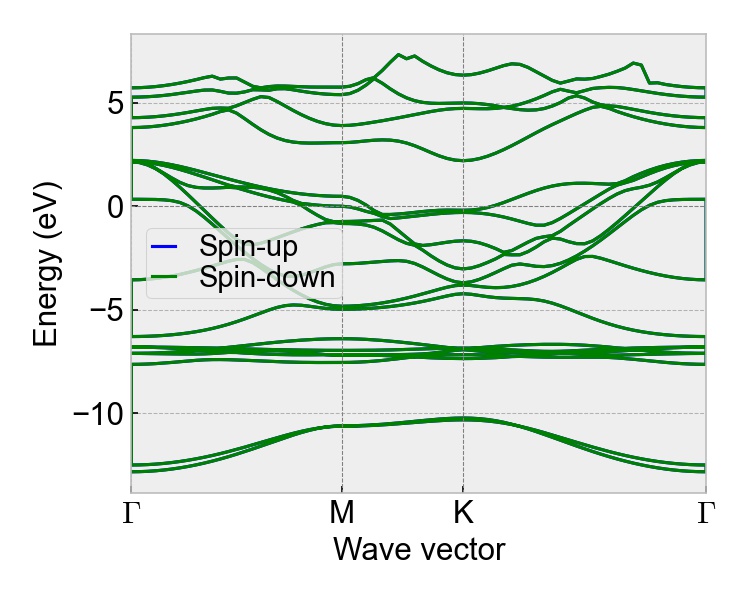 5
0
−5
−10
Energy (eV)
Spin-up
Spin-down
Γ M K Γ
Wave vector